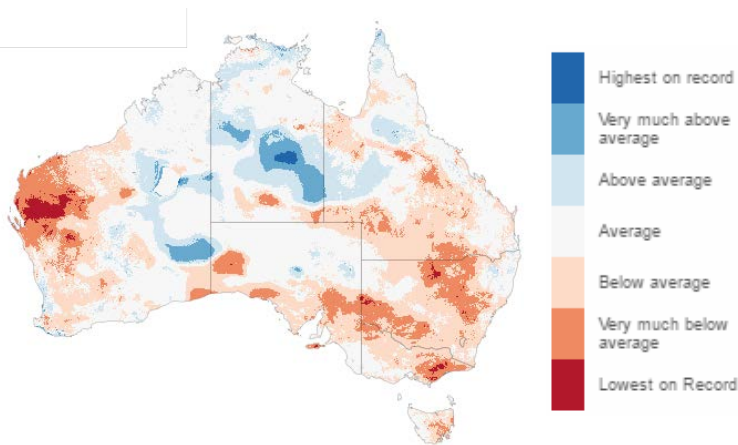 Highest on record
Very much above
average
Above average
Average
Below average
Very much below
average
Lowest on Record